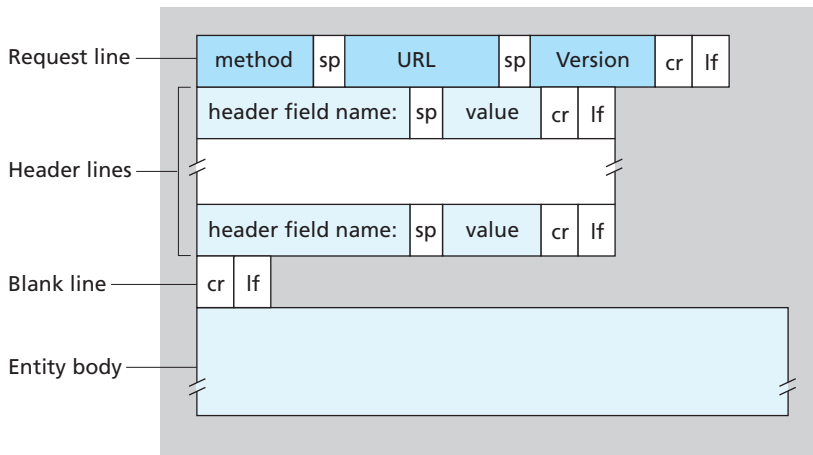 Request line method sp URL sp Version cr lf
header field name: sp value cr lf
Header lines
header field name: sp value cr lf
Blank line cr lf
Entity body